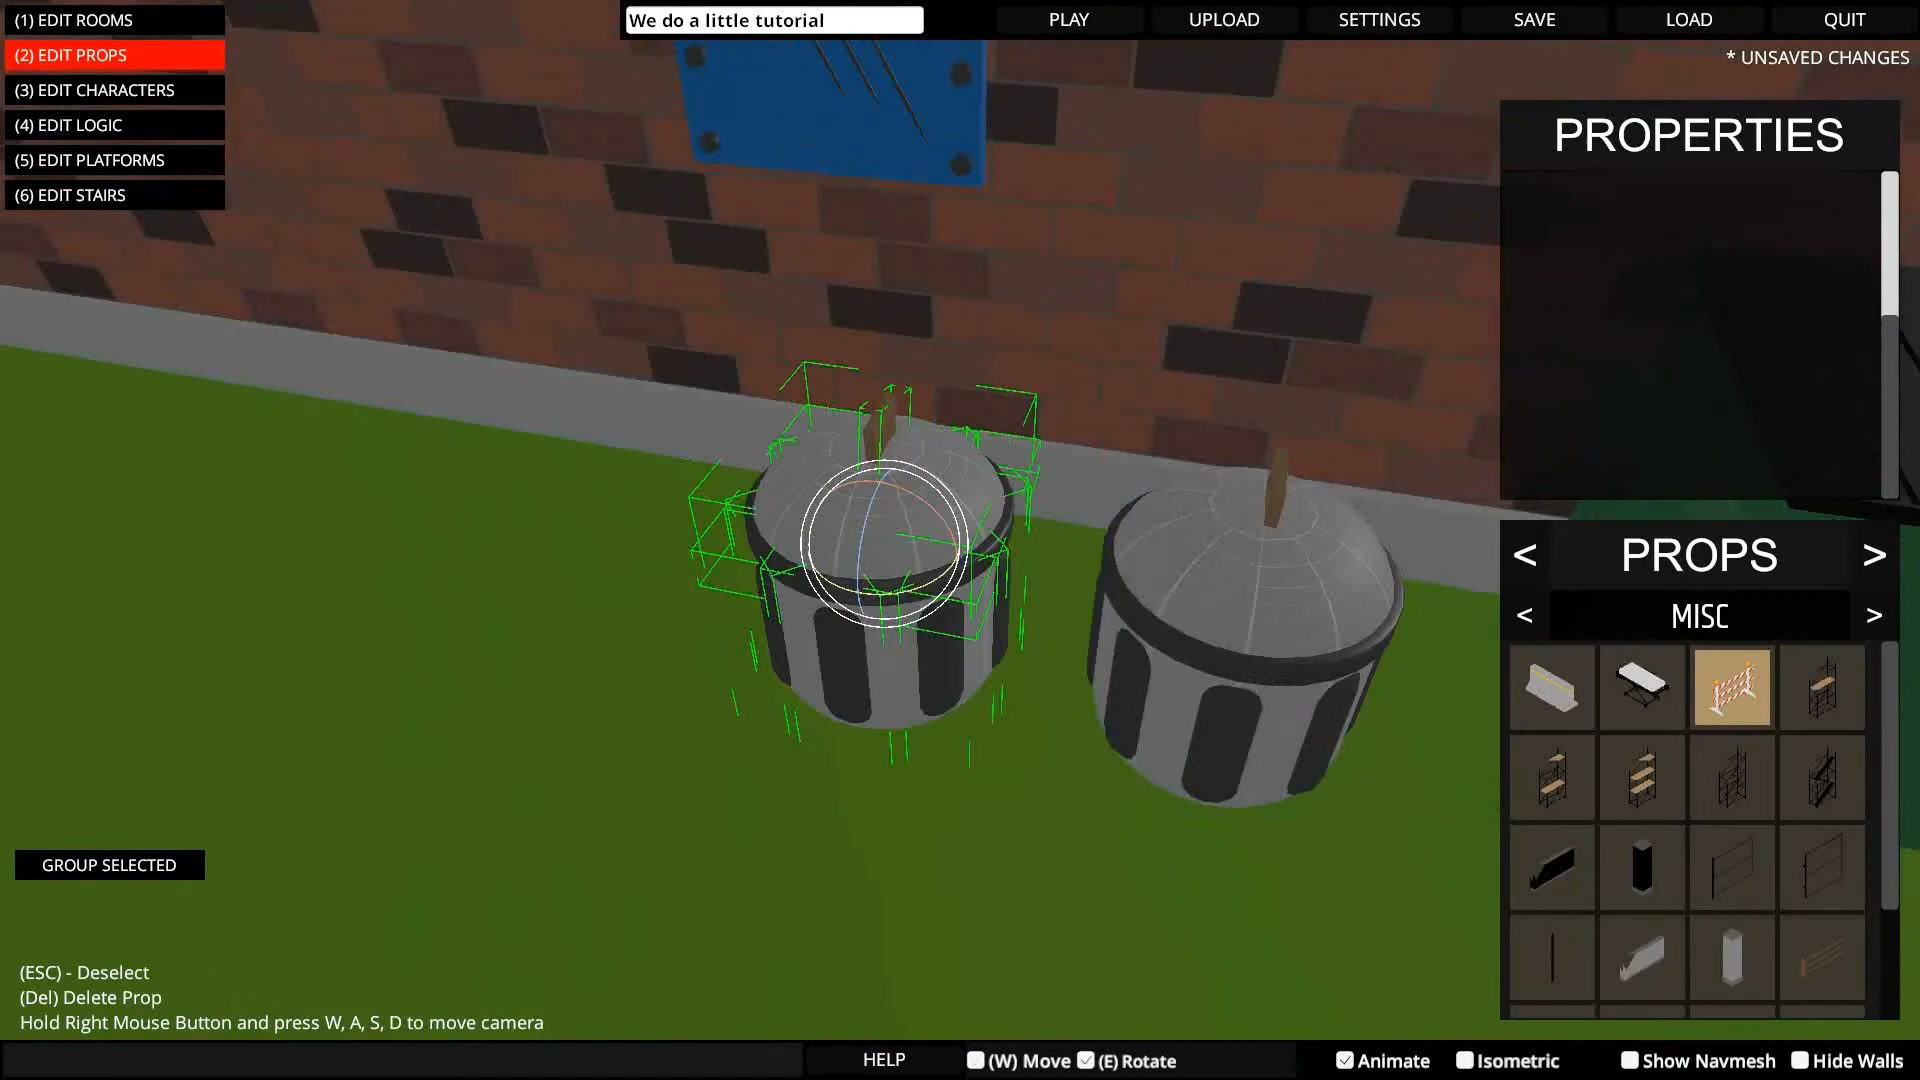 (1) EDIT ROOMS
(2) EDIT PROPS
(3) EDIT CHARACTERS
(4) EDIT LOGIC
(5) EDIT PLATFORMS
(6) EDIT STAIRS
We do a little tutorial
PLAY UPLOAD SETTINGS SAVE LOAD QUIT
* UNSAVED CHANGES
PROPERTIES
< PROPS >
< MISC >
GROUP SELECTED
(ESC) - Deselect
(Del) Delete Prop
Hold Right Mouse Button and press W, A, S, D to move camera
HELP (W) Move (E) Rotate Animate Isometric Show Navmesh Hide Walls